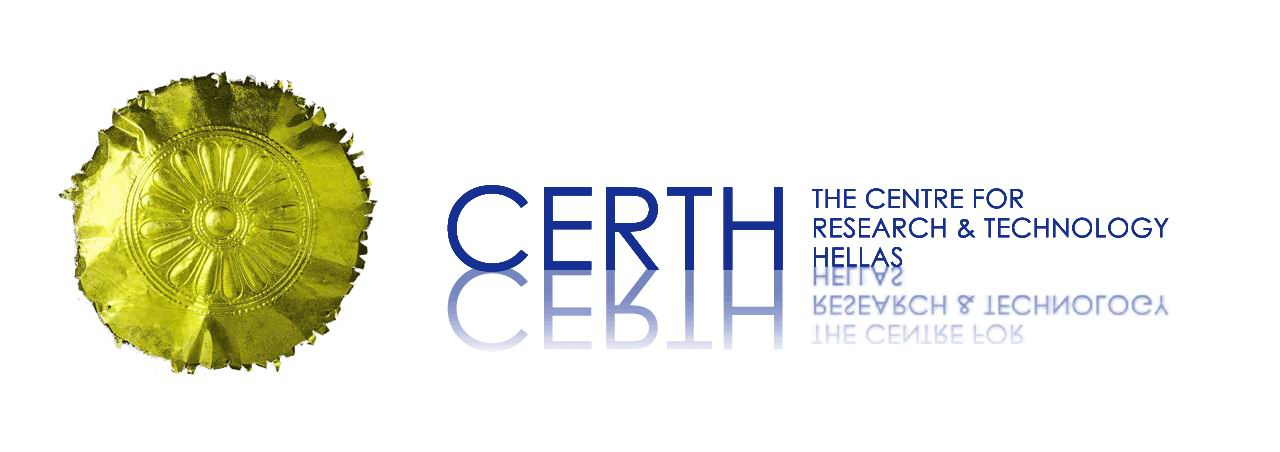 CERTH
THE CENTRE FOR
RESEARCH & TECHNOLOGY
HELLAS